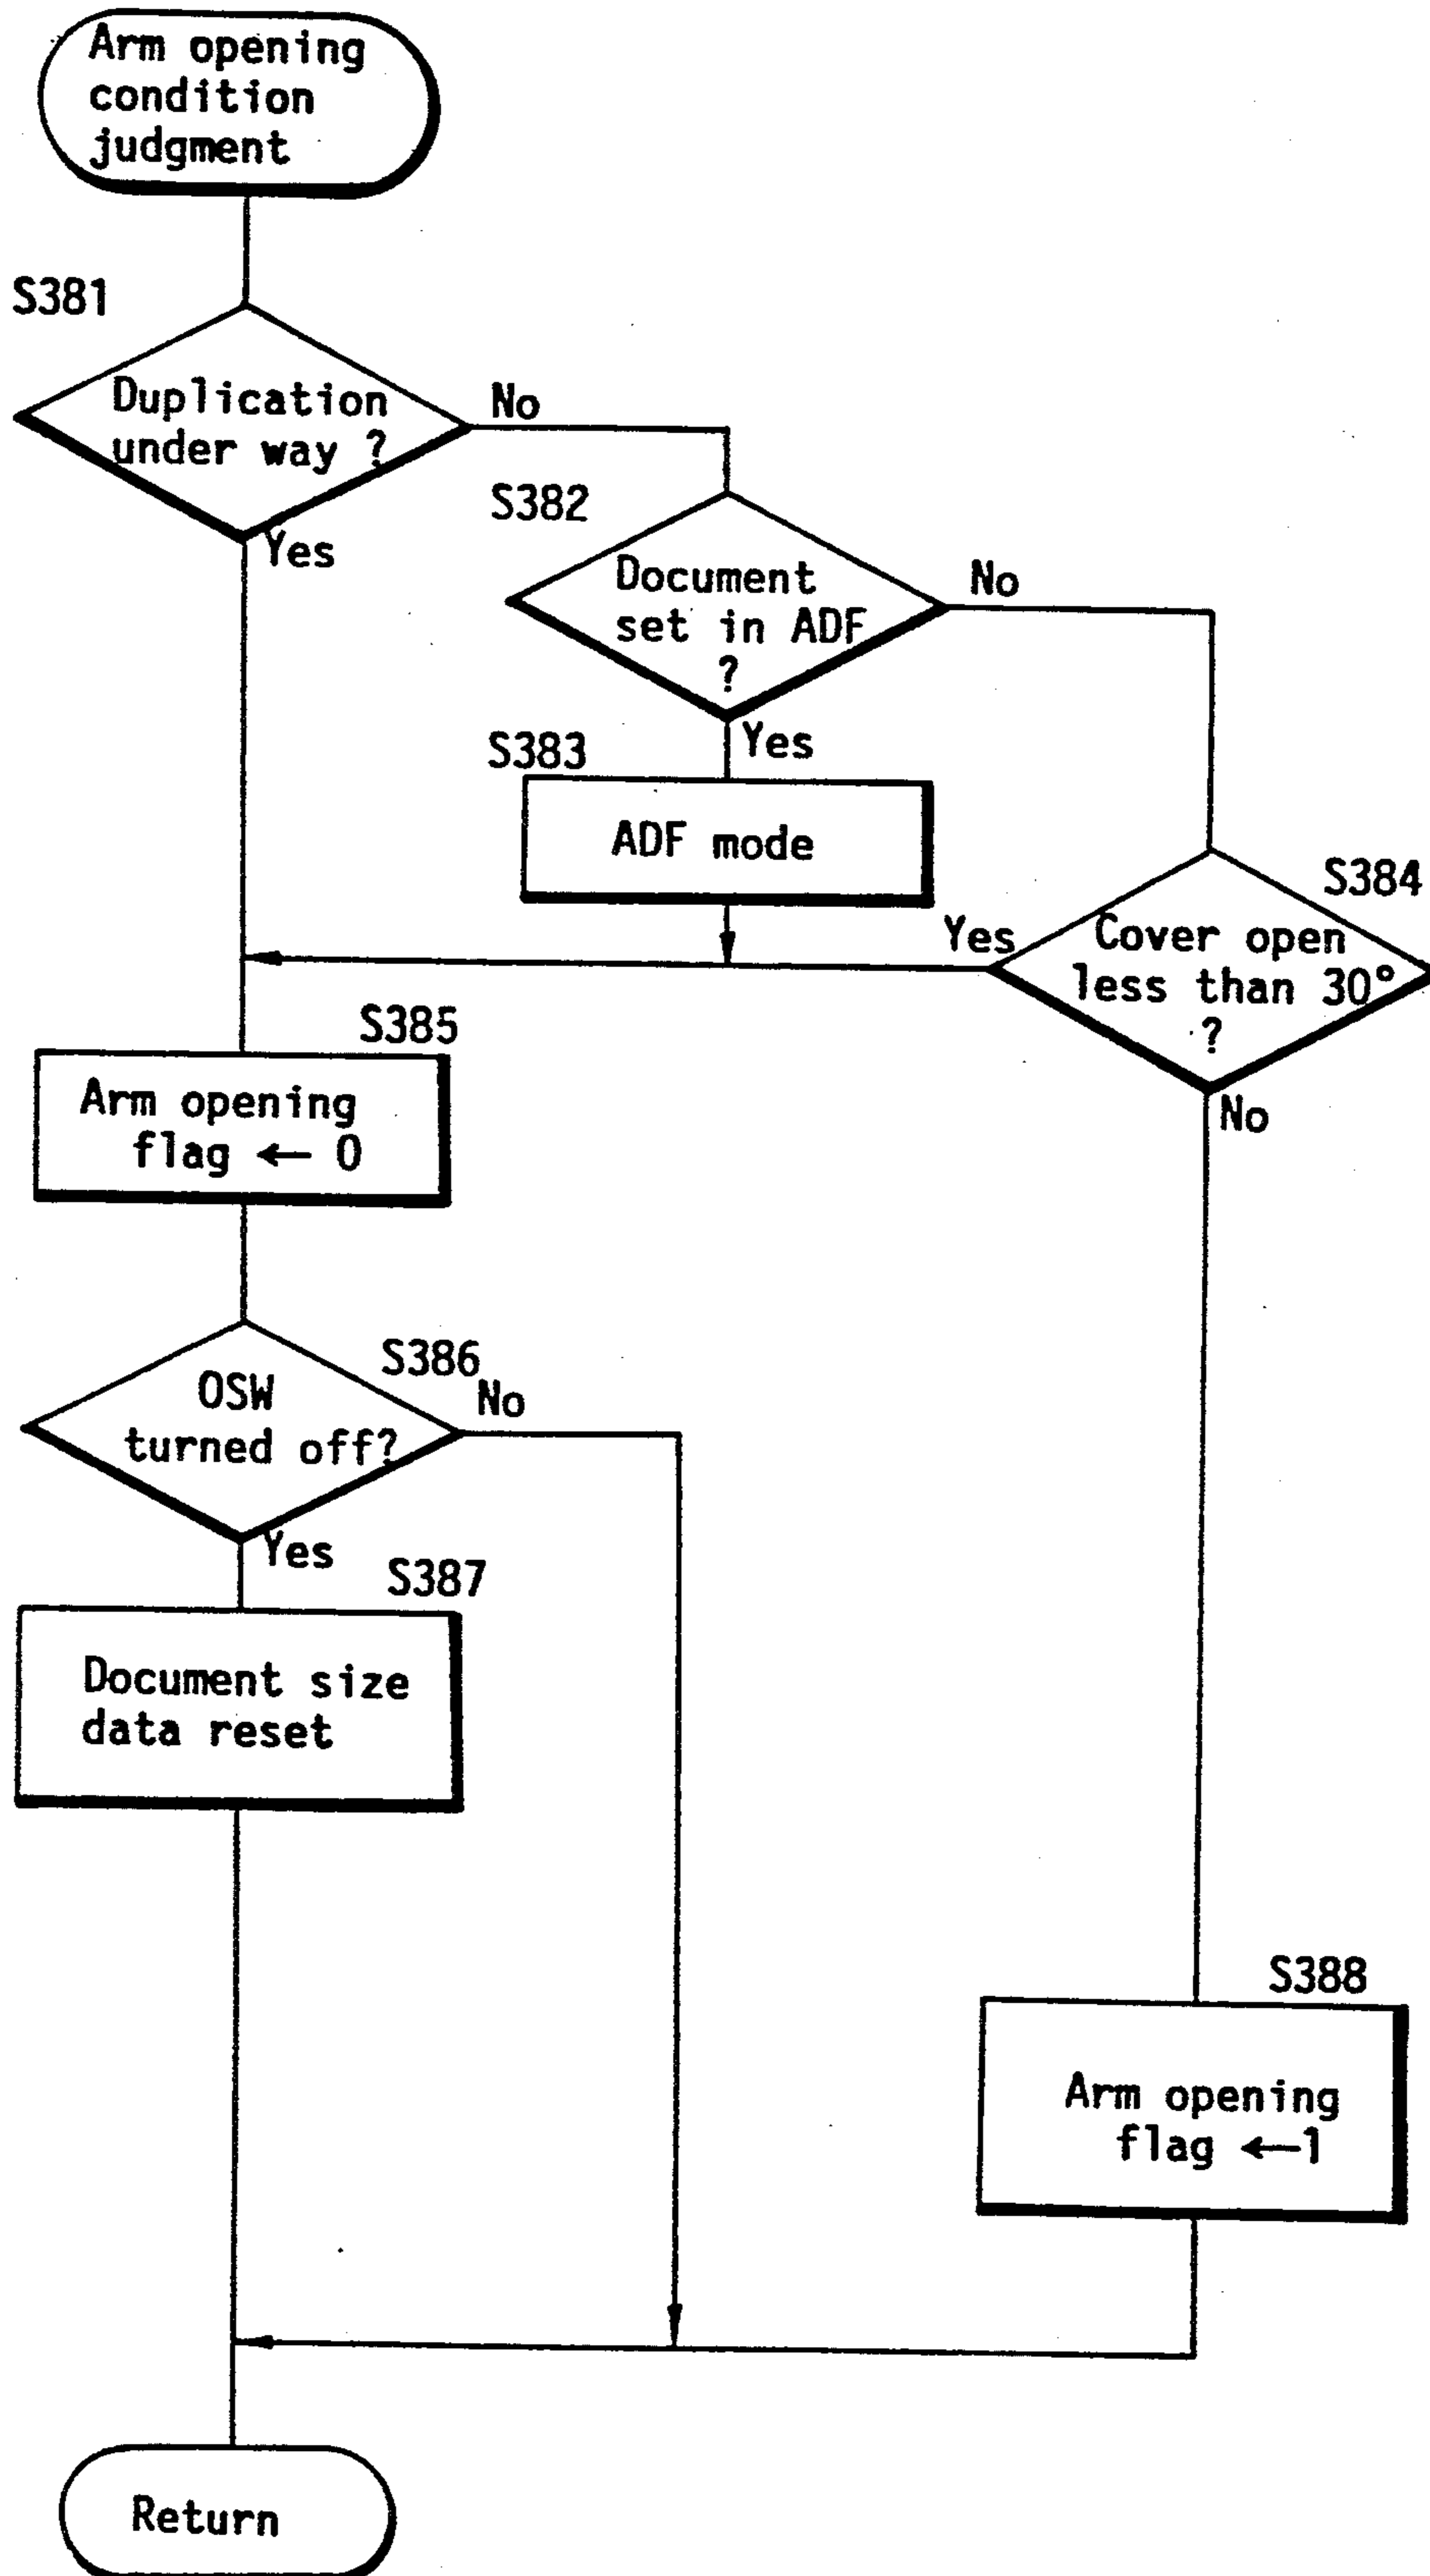 Arm opening
condition
judgment
S381
Duplication
under way ?
No
Yes
S382
Document
set in ADF
?
No
Yes
S383
ADF mode
S384
Cover open
less than 30°
?
Yes
No
S385
Arm opening
flag ← 0
S386
OSW
turned off?
No
Yes
S387
Document size
data reset
S388
Arm opening
flag ←1
Return